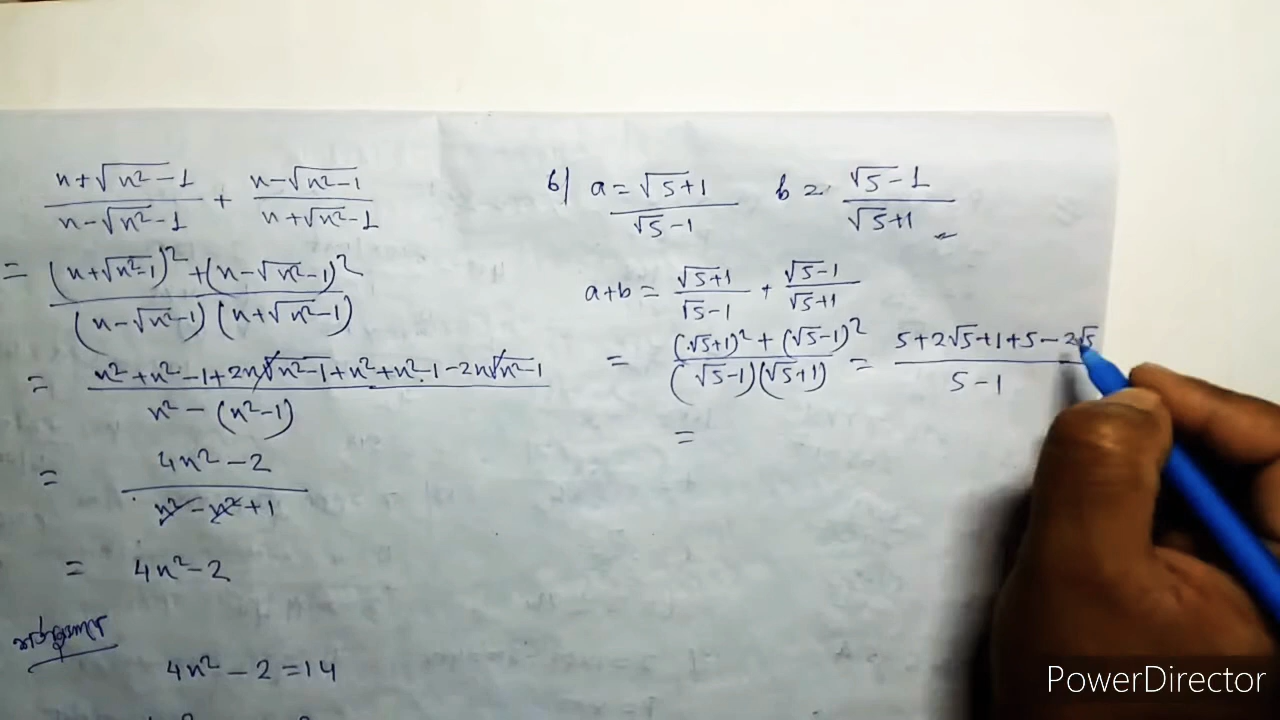 n+√(n²-1) / n-√(n²-1) + n-√(n²-1) / n+√(n²-1)
= (n+√(n²-1))² + (n-√(n²-1))² / (n-√(n²-1)) (n+√(n²-1))
= n²+n²-1+2n√(n²-1)+n²+n²-1-2n√(n²-1) / n²-(n²-1)
= 4n²-2 / n²-n²+1
= 4n²-2
4n²-2=14
6) a = √5+1 / √5-1 b = √5-1 / √5+1
a+b = √5+1 / √5-1 + √5-1 / √5+1
= (√5+1)² + (√5-1)² / (√5-1)(√5+1) = 5+2√5+1+5-2√5 / 5-1
=
PowerDirector